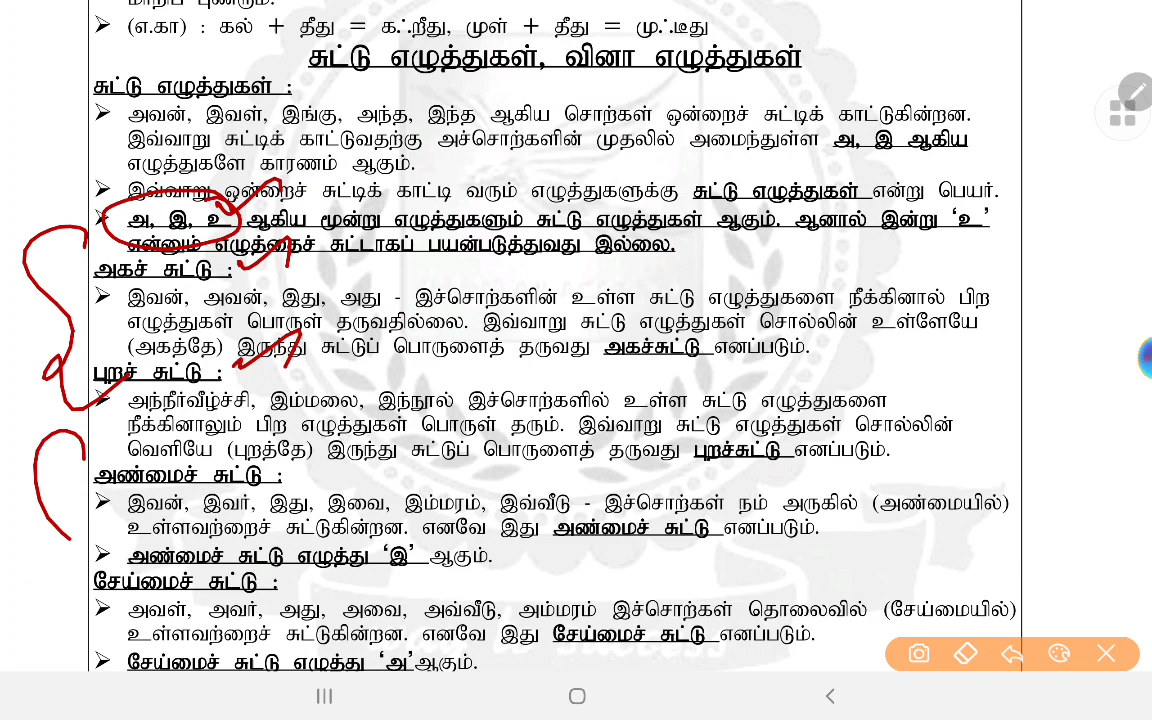 மாறிப் புணரும்.
➢ (எ.கா) : கல் + தீது = கஃறீது, முள் + தீது = முஃடீது
சுட்டு எழுத்துகள், வினா எழுத்துகள்
சுட்டு எழுத்துகள் :
➢ அவன், இவள், இங்கு, அந்த, இந்த ஆகிய சொற்கள் ஒன்றைச் சுட்டிக் காட்டுகின்றன.
இவ்வாறு சுட்டிக் காட்டுவதற்கு அச்சொற்களின் முதலில் அமைந்துள்ள அ, இ ஆகிய
எழுத்துகளே காரணம் ஆகும்.
➢ இவ்வாறு ஒன்றைச் சுட்டிக் காட்டி வரும் எழுத்துகளுக்கு சுட்டு எழுத்துகள் என்று பெயர்.
➢ அ, இ, உ ஆகிய மூன்று எழுத்துகளும் சுட்டு எழுத்துகள் ஆகும். ஆனால் இன்று ‘உ’
என்னும் எழுத்தைச் சுட்டாகப் பயன்படுத்துவது இல்லை.
அகச் சுட்டு :
➢ இவன், அவன், இது, அது - இச்சொற்களின் உள்ள சுட்டு எழுத்துகளை நீக்கினால் பிற
எழுத்துகள் பொருள் தருவதில்லை. இவ்வாறு சுட்டு எழுத்துகள் சொல்லின் உள்ளேயே
(அகத்தே) இருந்து சுட்டுப் பொருளைத் தருவது அகச்சுட்டு எனப்படும்.
புறச் சுட்டு :
➢ அந்நீர்வீழ்ச்சி, இம்மலை, இந்நூல் இச்சொற்களில் உள்ள சுட்டு எழுத்துகளை
நீக்கினாலும் பிற எழுத்துகள் பொருள் தரும். இவ்வாறு சுட்டு எழுத்துகள் சொல்லின்
வெளியே (புறத்தே) இருந்து சுட்டுப் பொருளைத் தருவது புறச்சுட்டு எனப்படும்.
அண்மைச் சுட்டு :
➢ இவன், இவர், இது, இவை, இம்மரம், இவ்வீடு - இச்சொற்கள் நம் அருகில் (அண்மையில்)
உள்ளவற்றைச் சுட்டுகின்றன. எனவே இது அண்மைச் சுட்டு எனப்படும்.
➢ அண்மைச் சுட்டு எழுத்து ‘இ’ ஆகும்.
சேய்மைச் சுட்டு :
➢ அவள், அவர், அது, அவை, அவ்வீடு, அம்மரம் இச்சொற்கள் தொலைவில் (சேய்மையில்)
உள்ளவற்றைச் சுட்டுகின்றன. எனவே இது சேய்மைச் சுட்டு எனப்படும்.
➢ சேய்மைச் சுட்டு எழுத்து ‘அ’ஆகும்.